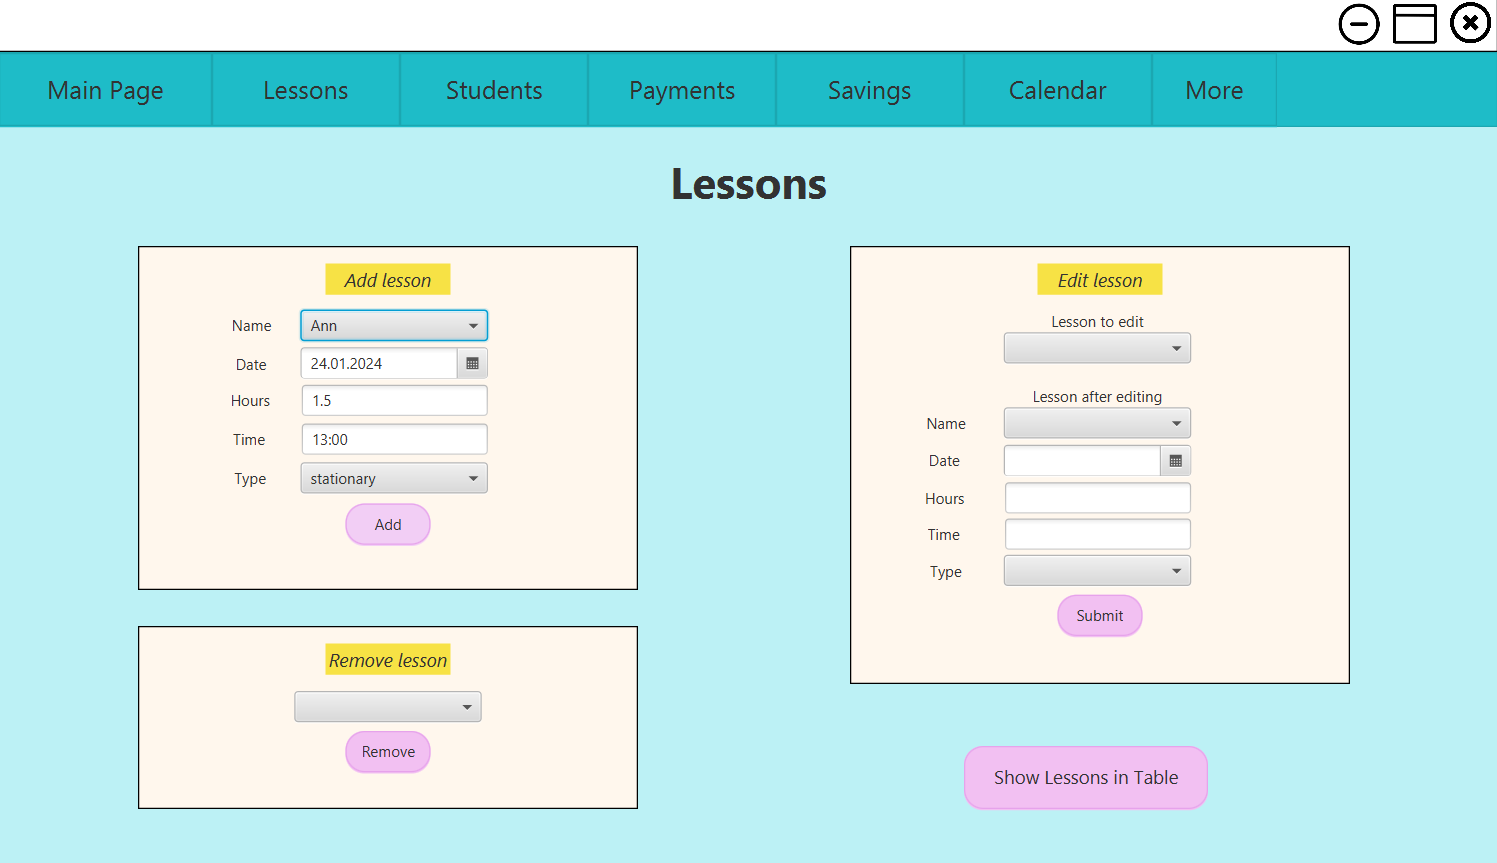 Main Page
Lessons
Students
Payments
Savings
Calendar
More
Lessons
Add lesson
Name Ann
Date 24.01.2024
Hours 1.5
Time 13:00
Type stationary
Add
Remove lesson
Remove
Edit lesson
Lesson to edit
Lesson after editing
Name
Date
Hours
Time
Type
Submit
Show Lessons in Table